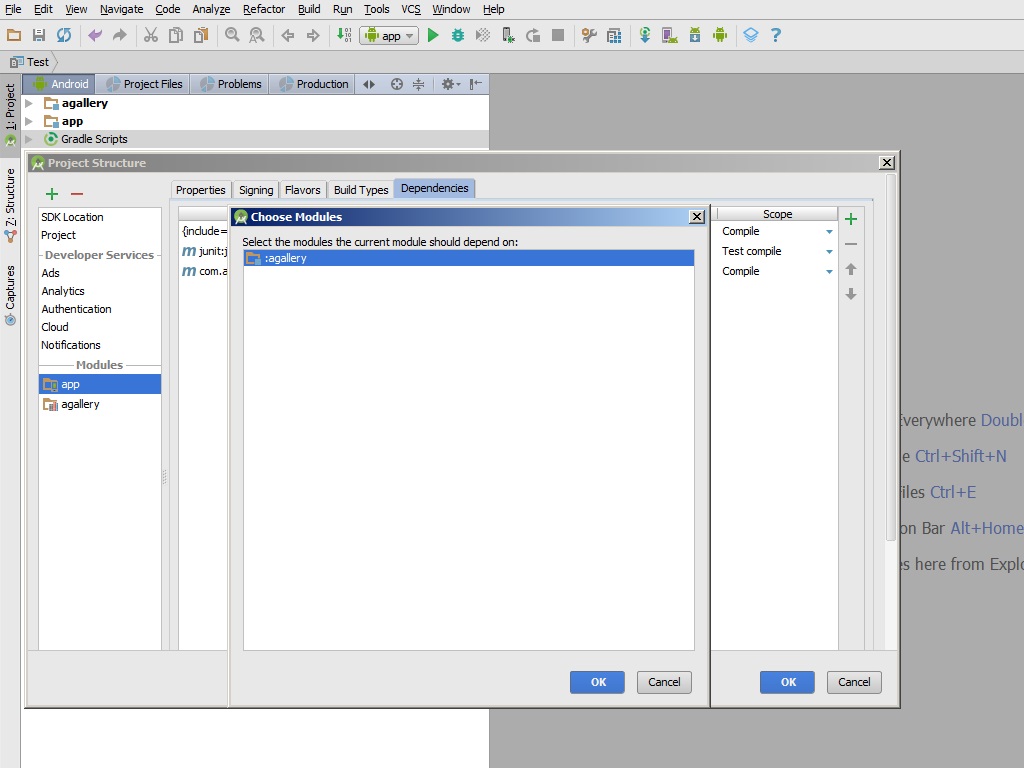 File Edit View Navigate Code Analyze Refactor Build Run Tools VCS Window Help
app
Test
Android Project Files Problems Production
1: Project
7: Structure
Captures
agallery
app
Gradle Scripts
Project Structure
SDK Location
Project
Developer Services
Ads
Analytics
Authentication
Cloud
Notifications
Modules
app
agallery
Properties Signing Flavors Build Types Dependencies
{include=
m junit:j
m com.a
Choose Modules
Select the modules the current module should depend on:
:agallery
OK Cancel
Scope
Compile
Test compile
Compile
OK Cancel
Everywhere Doubl
e Ctrl+Shift+N
Files Ctrl+E
on Bar Alt+Home
es here from Explo